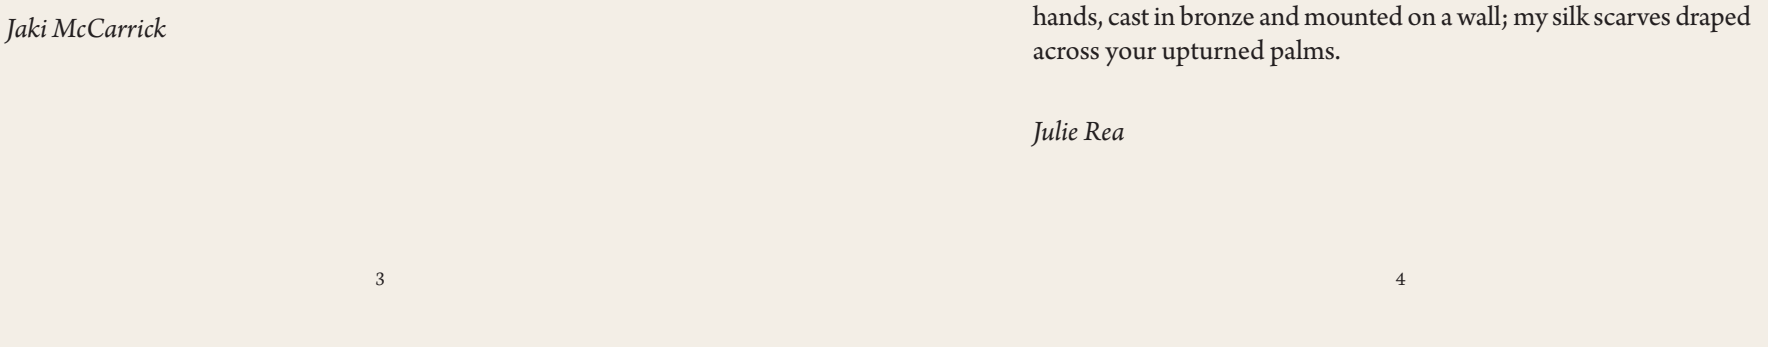 Jaki McCarrick
3
hands, cast in bronze and mounted on a wall; my silk scarves draped
across your upturned palms.
Julie Rea
4